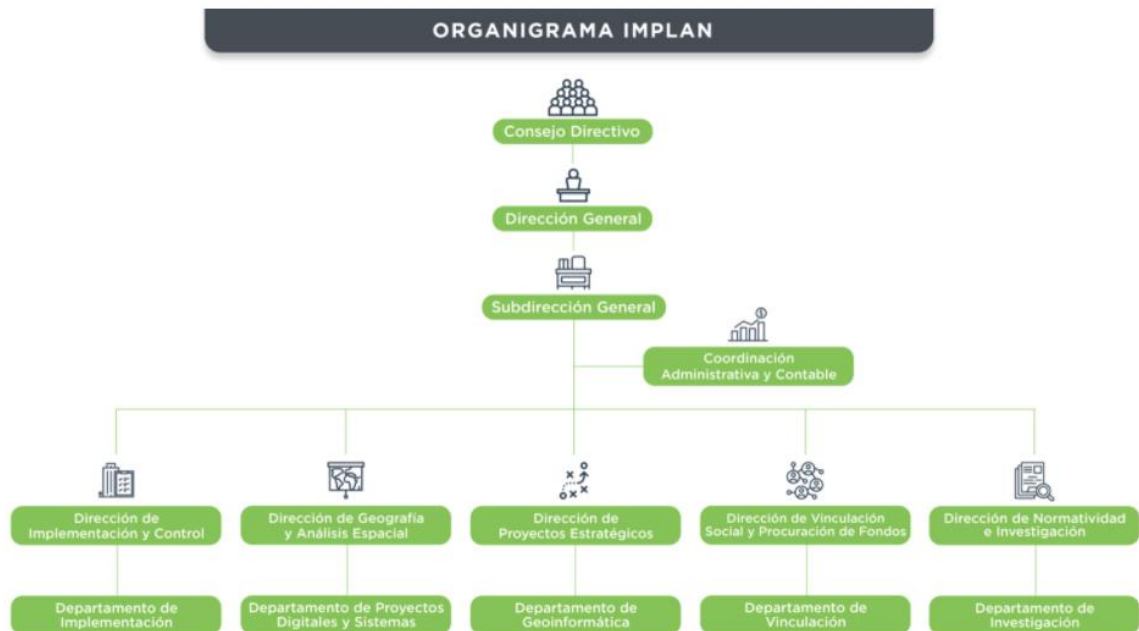 ORGANIGRAMA IMPLAN
Consejo Directivo
Dirección General
Subdirección General
$
Coordinación
Administrativa y Contable
Dirección de
Implementación y Control
Dirección de Geografía
y Análisis Espacial
Dirección de
Proyectos Estratégicos
Dirección de Vinculación
Social y Procuración de Fondos
Dirección de Normatividad
e Investigación
Departamento de
Implementación
Departamento de Proyectos
Digitales y Sistemas
Departamento de
Geoinformática
Departamento de
Vinculación
Departamento de
Investigación